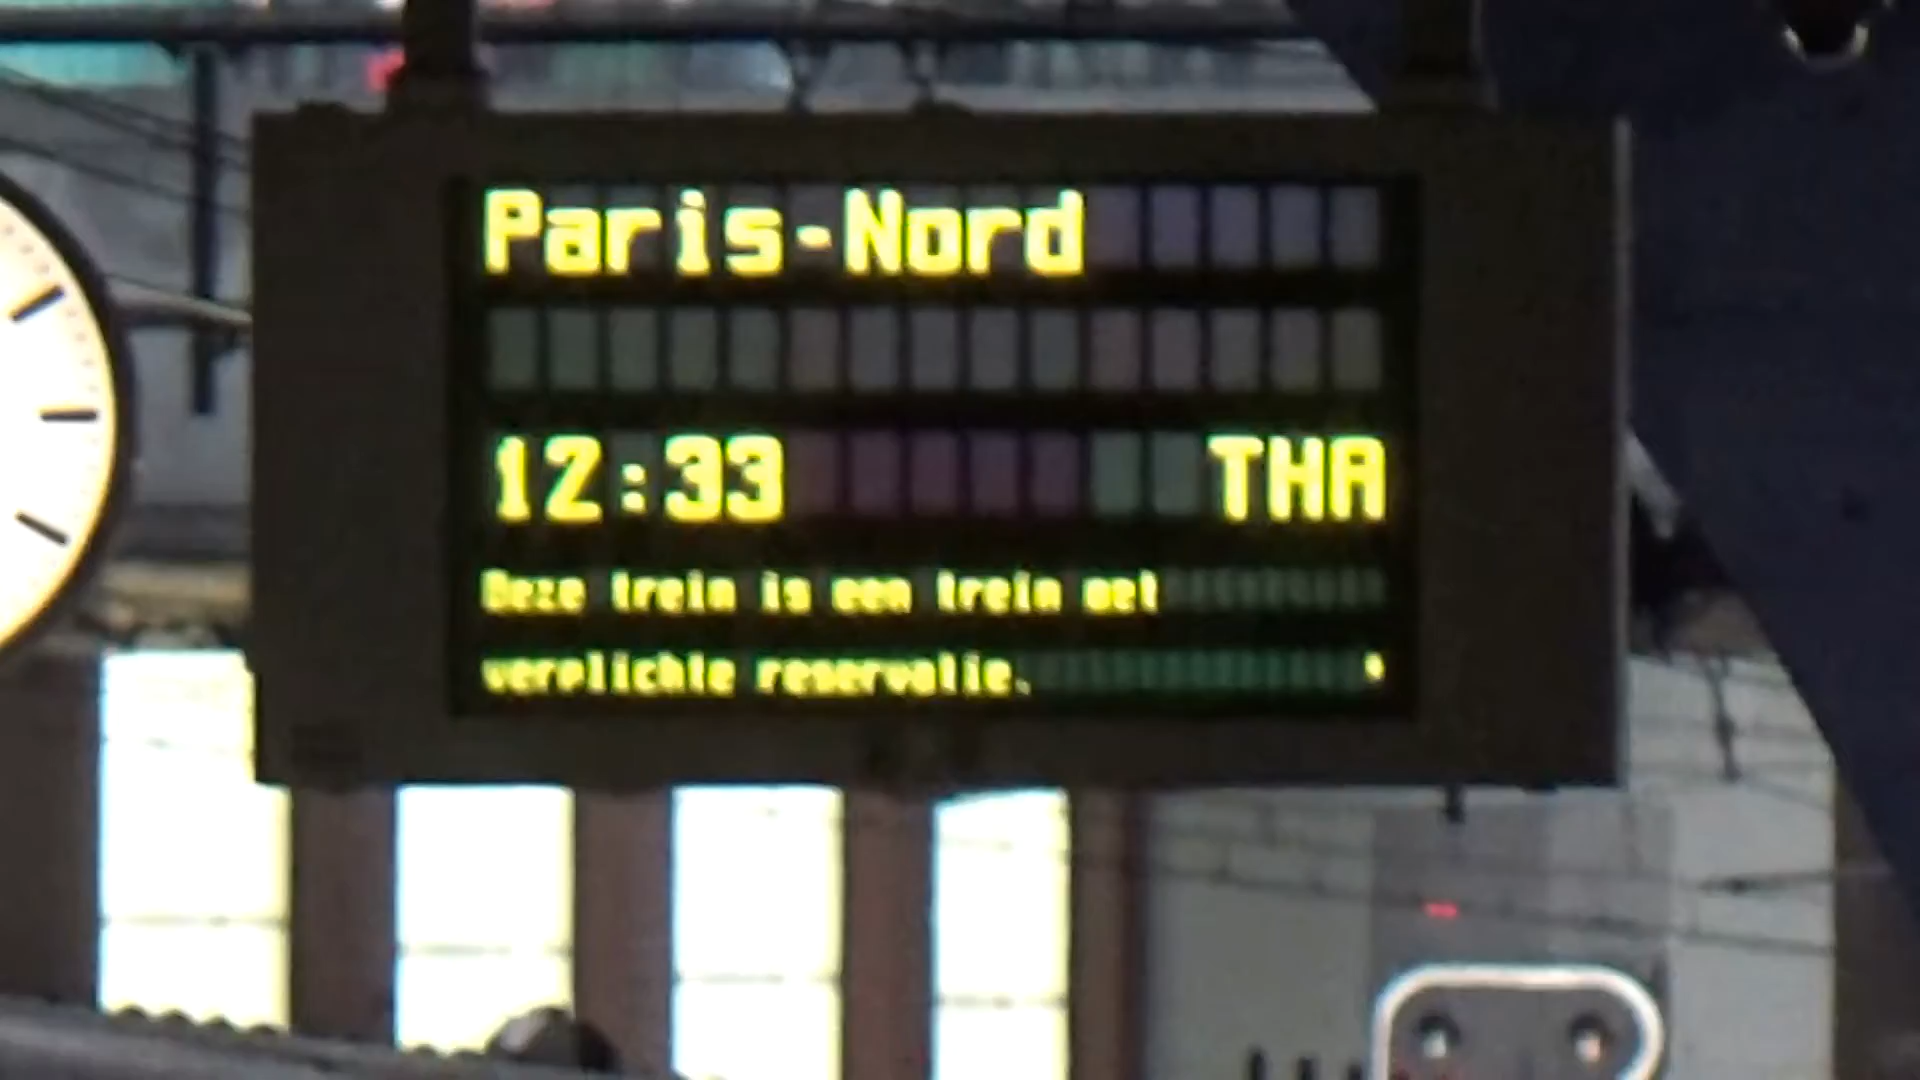 Paris-Nord
12:33 THA
Deze trein is een trein met
verplichte reservatie.